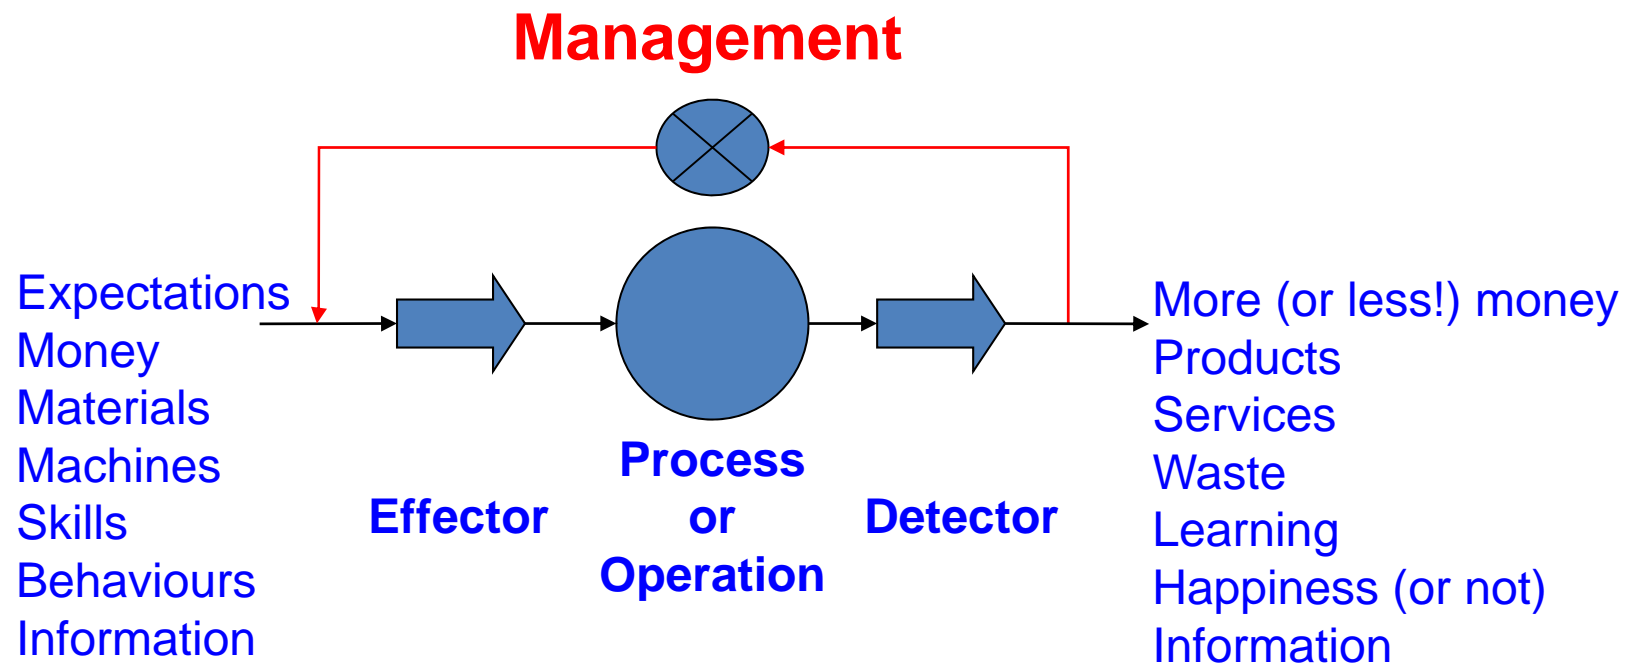 Management
Expectations
Money
Materials
Machines
Skills
Behaviours
Information
Effector
Process
or
Operation
Detector
More (or less!) money
Products
Services
Waste
Learning
Happiness (or not)
Information